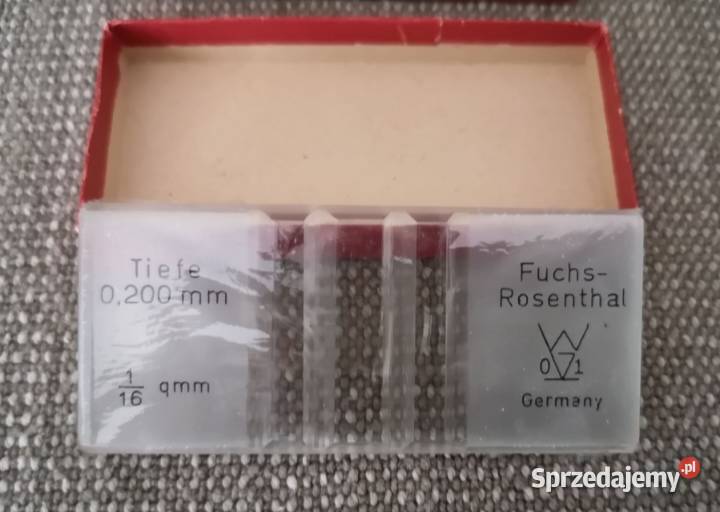 Tiefe
0,200 mm
1/16 qmm
Fuchs-
Rosenthal
W
0 1
Germany
Sprzedajemy.pl